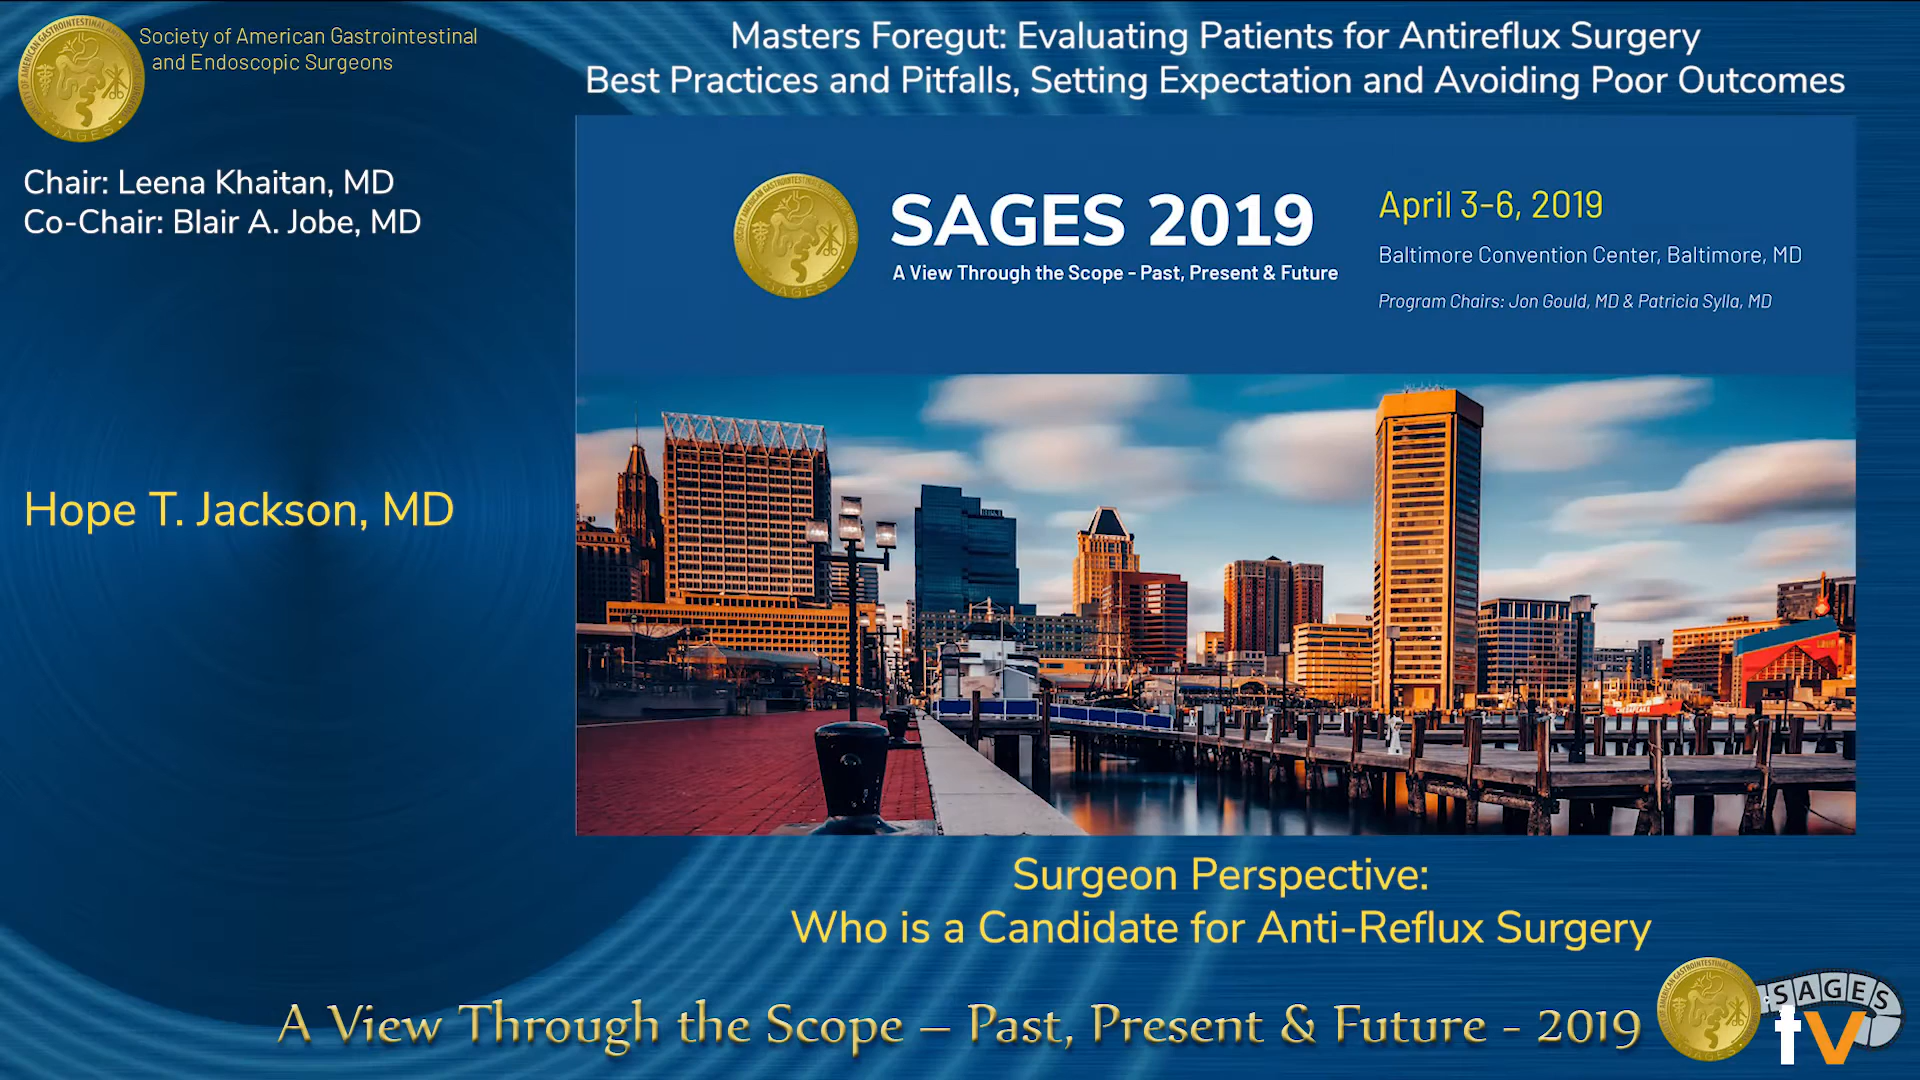 Society of American Gastrointestinal
and Endoscopic Surgeons
Masters Foregut: Evaluating Patients for Antireflux Surgery
Best Practices and Pitfalls, Setting Expectation and Avoiding Poor Outcomes
Chair: Leena Khaitan, MD
Co-Chair: Blair A. Jobe, MD
SAGES 2019
A View Through the Scope - Past, Present & Future
April 3-6, 2019
Baltimore Convention Center, Baltimore, MD
Program Chairs: Jon Gould, MD & Patricia Sylla, MD
Hope T. Jackson, MD
CHESAPEAKE
Surgeon Perspective:
Who is a Candidate for Anti-Reflux Surgery
A View Through the Scope – Past, Present & Future - 2019
SAGES
tv